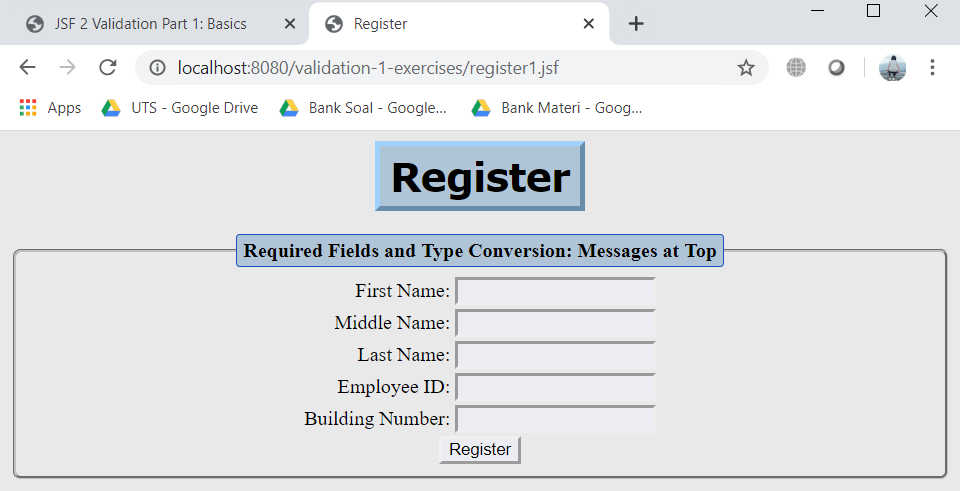 JSF 2 Validation Part 1: Basics
Register
localhost:8080/validation-1-exercises/register1.jsf
Apps
UTS - Google Drive
Bank Soal - Google...
Bank Materi - Goog...
Register
Required Fields and Type Conversion: Messages at Top
First Name:
Middle Name:
Last Name:
Employee ID:
Building Number:
Register